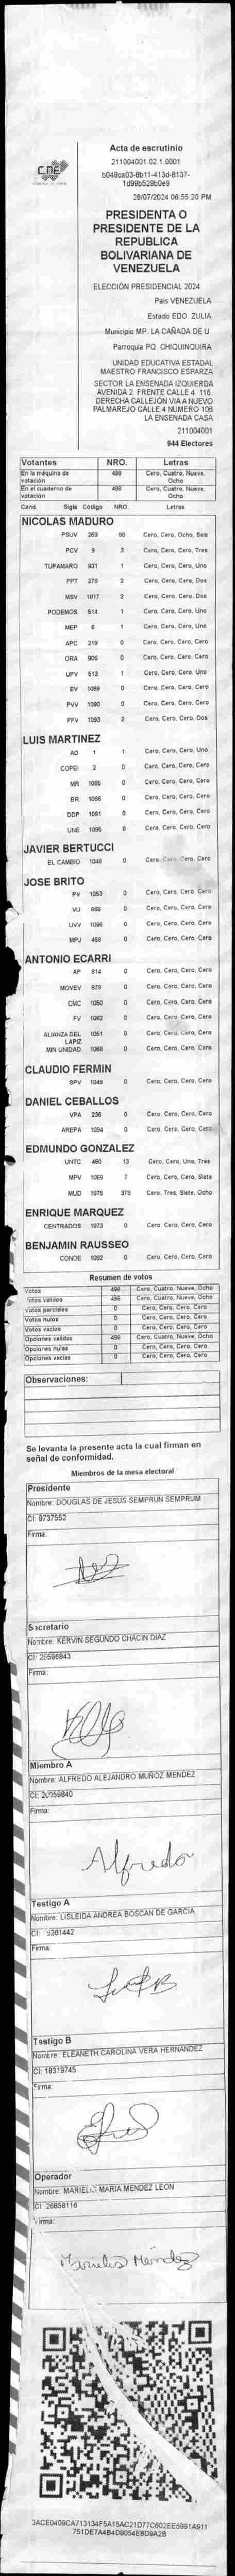 CNE
Acta de escrutinio
211004001.02.1.0001
b048ca03-6b11-413d-8137-
1d99b529b0e9
28/07/2024 06:55:20 PM
PRESIDENTA O
PRESIDENTE DE LA
REPUBLICA
BOLIVARIANA DE
VENEZUELA
ELECCIÓN PRESIDENCIAL 2024
País VENEZUELA
Estado EDO. ZULIA
Municipio MP. LA CAÑADA DE U
Parroquia PQ. CHIQUINQUIRA
UNIDAD EDUCATIVA ESTADAL
MAESTRO FRANCISCO ESPARZA
SECTOR LA ENSENADA IZQUIERDA
AVENIDA 2. FRENTE CALLE 4 116.
DERECHA CALLEJÓN VIA A NUEVO
PALMAREJO CALLE 4 NUMERO 106
LA ENSENADA CASA
211004001
944 Electores
Votantes NRO. Letras
En la máquina de votación 498 Cero, Cuatro, Nueve, Ocho
En el cuaderno de votación 498 Cero, Cuatro, Nueve, Ocho
Cand. Sigla Código NRO. Letras
NICOLAS MADURO
PSUV 269 86 Cero, Cero, Ocho, Seis
PCV 9 3 Cero, Cero, Cero, Tres
TUPAMARO 931 1 Cero, Cero, Cero, Uno
PPT 276 2 Cero, Cero, Cero, Dos
MSV 1017 2 Cero, Cero, Cero, Dos
PODEMOS 514 1 Cero, Cero, Cero, Uno
MEP 6 1 Cero, Cero, Cero, Uno
APC 219 0 Cero, Cero, Cero, Cero
ORA 906 0 Cero, Cero, Cero, Cero
UPV 513 1 Cero, Cero, Cero, Uno
EV 1089 0 Cero, Cero, Cero, Cero
PVV 1090 0 Cero, Cero, Cero, Cero
PFV 1093 2 Cero, Cero, Cero, Dos
LUIS MARTINEZ
AD 1 1 Cero, Cero, Cero, Uno
COPEI 2 0 Cero, Cero, Cero, Cero
MR 1065 0 Cero, Cero, Cero, Cero
BR 1066 0 Cero, Cero, Cero, Cero
DDP 1091 0 Cero, Cero, Cero, Cero
UNE 1095 0 Cero, Cero, Cero, Cero
JAVIER BERTUCCI
EL CAMBIO 1048 0 Cero, Cero, Cero, Cero
JOSE BRITO
PV 1053 0 Cero, Cero, Cero, Cero
VU 868 0 Cero, Cero, Cero, Cero
UVV 1096 0 Cero, Cero, Cero, Cero
MPJ 458 0 Cero, Cero, Cero, Cero
ANTONIO ECARRI
AP 814 0 Cero, Cero, Cero, Cero
MOVEV 878 0 Cero, Cero, Cero, Cero
CMC 1050 0 Cero, Cero, Cero, Cero
FV 1062 0 Cero, Cero, Cero, Cero
ALIANZA DEL LAPIZ 1051 0 Cero, Cero, Cero, Cero
MIN UNIDAD 1068 0 Cero, Cero, Cero, Cero
CLAUDIO FERMIN
SPV 1049 0 Cero, Cero, Cero, Cero
DANIEL CEBALLOS
VPA 236 0 Cero, Cero, Cero, Cero
AREPA 1094 0 Cero, Cero, Cero, Cero
EDMUNDO GONZALEZ
UNTC 460 13 Cero, Cero, Uno, Tres
MPV 1069 7 Cero, Cero, Cero, Siete
MUD 1078 378 Cero, Tres, Siete, Ocho
ENRIQUE MARQUEZ
CENTRADOS 1073 0 Cero, Cero, Cero, Cero
BENJAMIN RAUSSEO
CONDE 1092 0 Cero, Cero, Cero, Cero
Resumen de votos
Votos 498 Cero, Cuatro, Nueve, Ocho
Votos validos 498 Cero, Cuatro, Nueve, Ocho
Votos parciales 0 Cero, Cero, Cero, Cero
Votos nulos 0 Cero, Cero, Cero, Cero
Votos vacíos 0 Cero, Cero, Cero, Cero
Opciones validas 498 Cero, Cuatro, Nueve, Ocho
Opciones nulas 0 Cero, Cero, Cero, Cero
Opciones vacias 0 Cero, Cero, Cero, Cero
Observaciones:
Se levanta la presente acta la cual firman en
señal de conformidad.
Miembros de la mesa electoral
Presidente
Nombre: DOUGLAS DE JESUS SEMPRUN SEMPRUM
CI: 9737552
Firma:
Secretario
Nombre: KERVIN SEGUNDO CHACIN DIAZ
CI: 20686843
Firma:
Miembro A
Nombre: ALFREDO ALEJANDRO MUÑOZ MENDEZ
CI:
Firma:
Alfredo
Testigo A
Nombre: LISLEIDA ANDREA BOSCAN DE GARCIA
CI:
Firma:
Testigo B
Nombre: ELEANETH CAROLINA VERA HERNANDEZ
CI: 18319745
Firma:
Operador
Nombre: MARIELIS MARIA MENDEZ LEON
CI: 26858116
Firma:
Marielis Mendez
3ACE0409CA713134F5A15AC21D77C602EE6991A911
751DE7A4B4D9054E8D9A2B